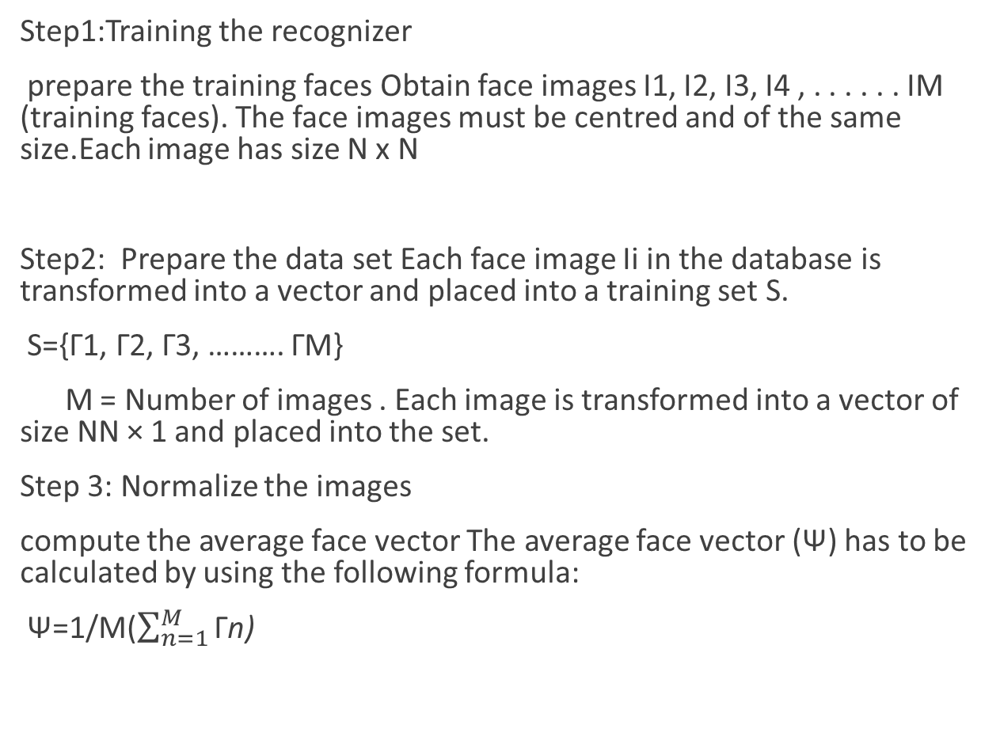 Step1:Training the recognizer
prepare the training faces Obtain face images I1, I2, I3, I4 , . . . . . . IM
(training faces). The face images must be centred and of the same
size.Each image has size N x N
Step2:  Prepare the data set Each face image Ii in the database is
transformed into a vector and placed into a training set S.
S={Γ1, Γ2, Γ3, ………. ΓM}
M = Number of images . Each image is transformed into a vector of
size NN × 1 and placed into the set.
Step 3: Normalize the images
compute the average face vector The average face vector (Ψ) has to be
calculated by using the following formula:
Ψ=1/M(∑_{n=1}^{M} Γn)